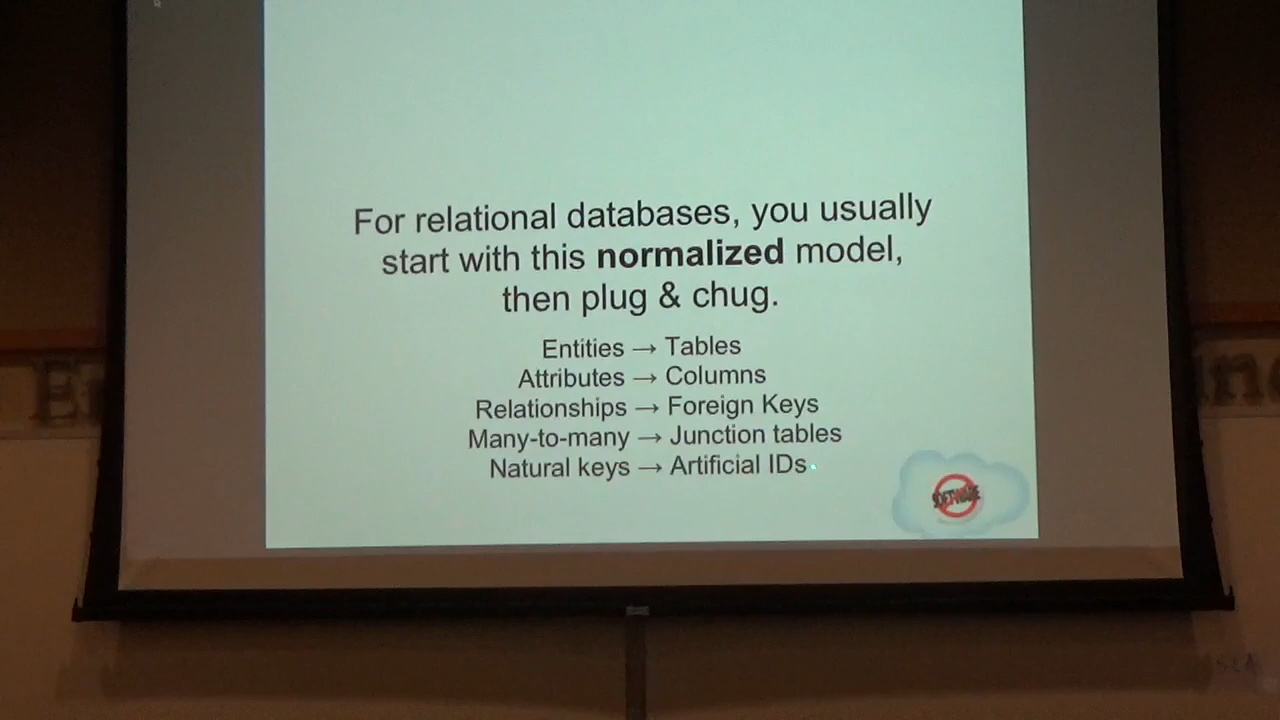 For relational databases, you usually
start with this normalized model,
then plug & chug.
Entities → Tables
Attributes → Columns
Relationships → Foreign Keys
Many-to-many → Junction tables
Natural keys → Artificial IDs
SOFTWARE